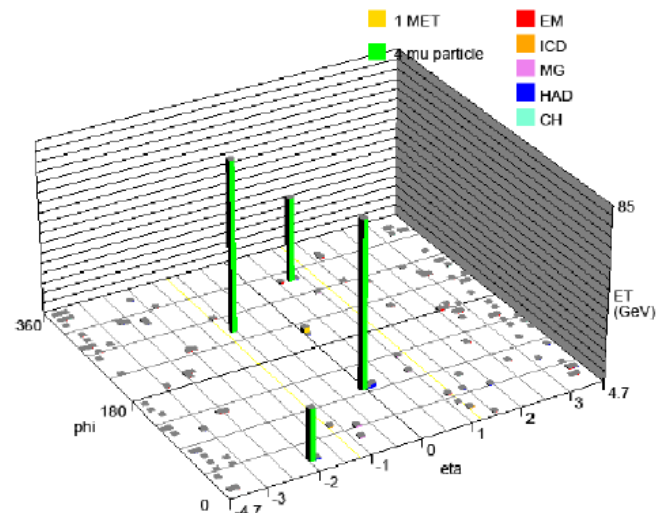 1 MET
4 mu particle
EM
ICD
MG
HAD
CH
85
ET
(GeV)
360
180
phi
0
-4.7
-3
-2
-1
0
1
2
3
4.7
eta